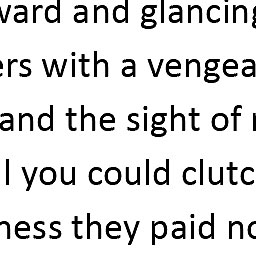 ward and glancing
ers with a vengea
and the sight of
l you could clutc
ness they paid no